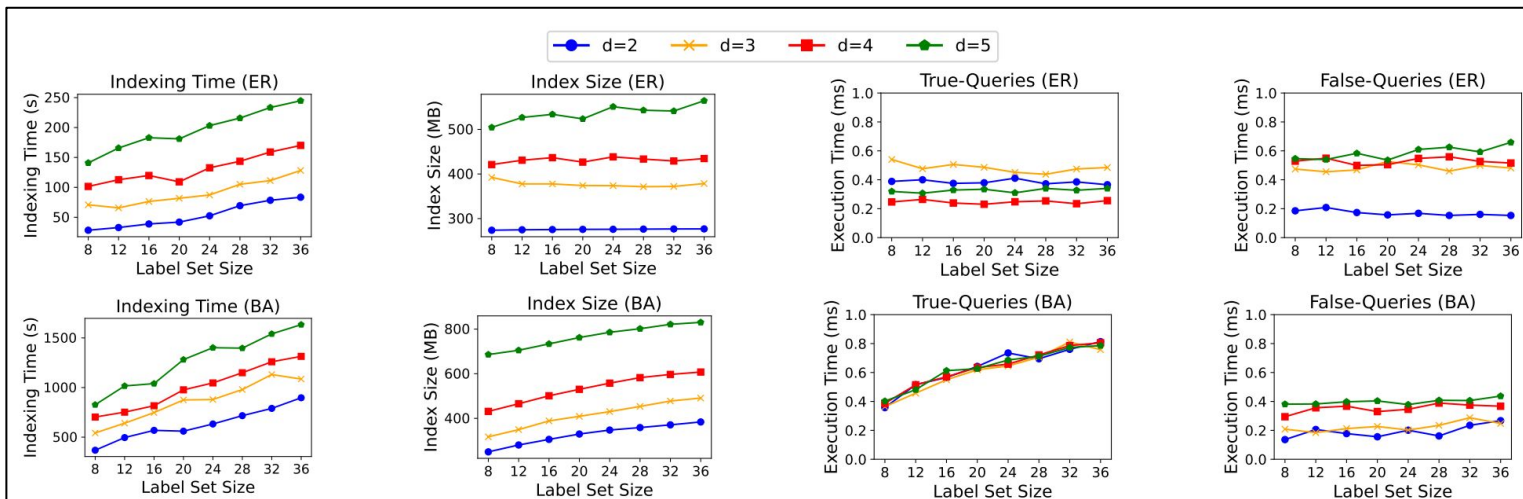 d=2 d=3 d=4 d=5
Indexing Time (ER)
Indexing Time (s)
250
200
150
100
50
8 12 16 20 24 28 32 36
Label Set Size
Index Size (ER)
Index Size (MB)
500
400
300
8 12 16 20 24 28 32 36
Label Set Size
True-Queries (ER)
Execution Time (ms)
1.0
0.8
0.6
0.4
0.2
0.0
8 12 16 20 24 28 32 36
Label Set Size
False-Queries (ER)
Execution Time (ms)
1.0
0.8
0.6
0.4
0.2
0.0
8 12 16 20 24 28 32 36
Label Set Size
Indexing Time (BA)
Indexing Time (s)
1500
1000
500
8 12 16 20 24 28 32 36
Label Set Size
Index Size (BA)
Index Size (MB)
800
600
400
8 12 16 20 24 28 32 36
Label Set Size
True-Queries (BA)
Execution Time (ms)
1.0
0.8
0.6
0.4
0.2
0.0
8 12 16 20 24 28 32 36
Label Set Size
False-Queries (BA)
Execution Time (ms)
1.0
0.8
0.6
0.4
0.2
0.0
8 12 16 20 24 28 32 36
Label Set Size